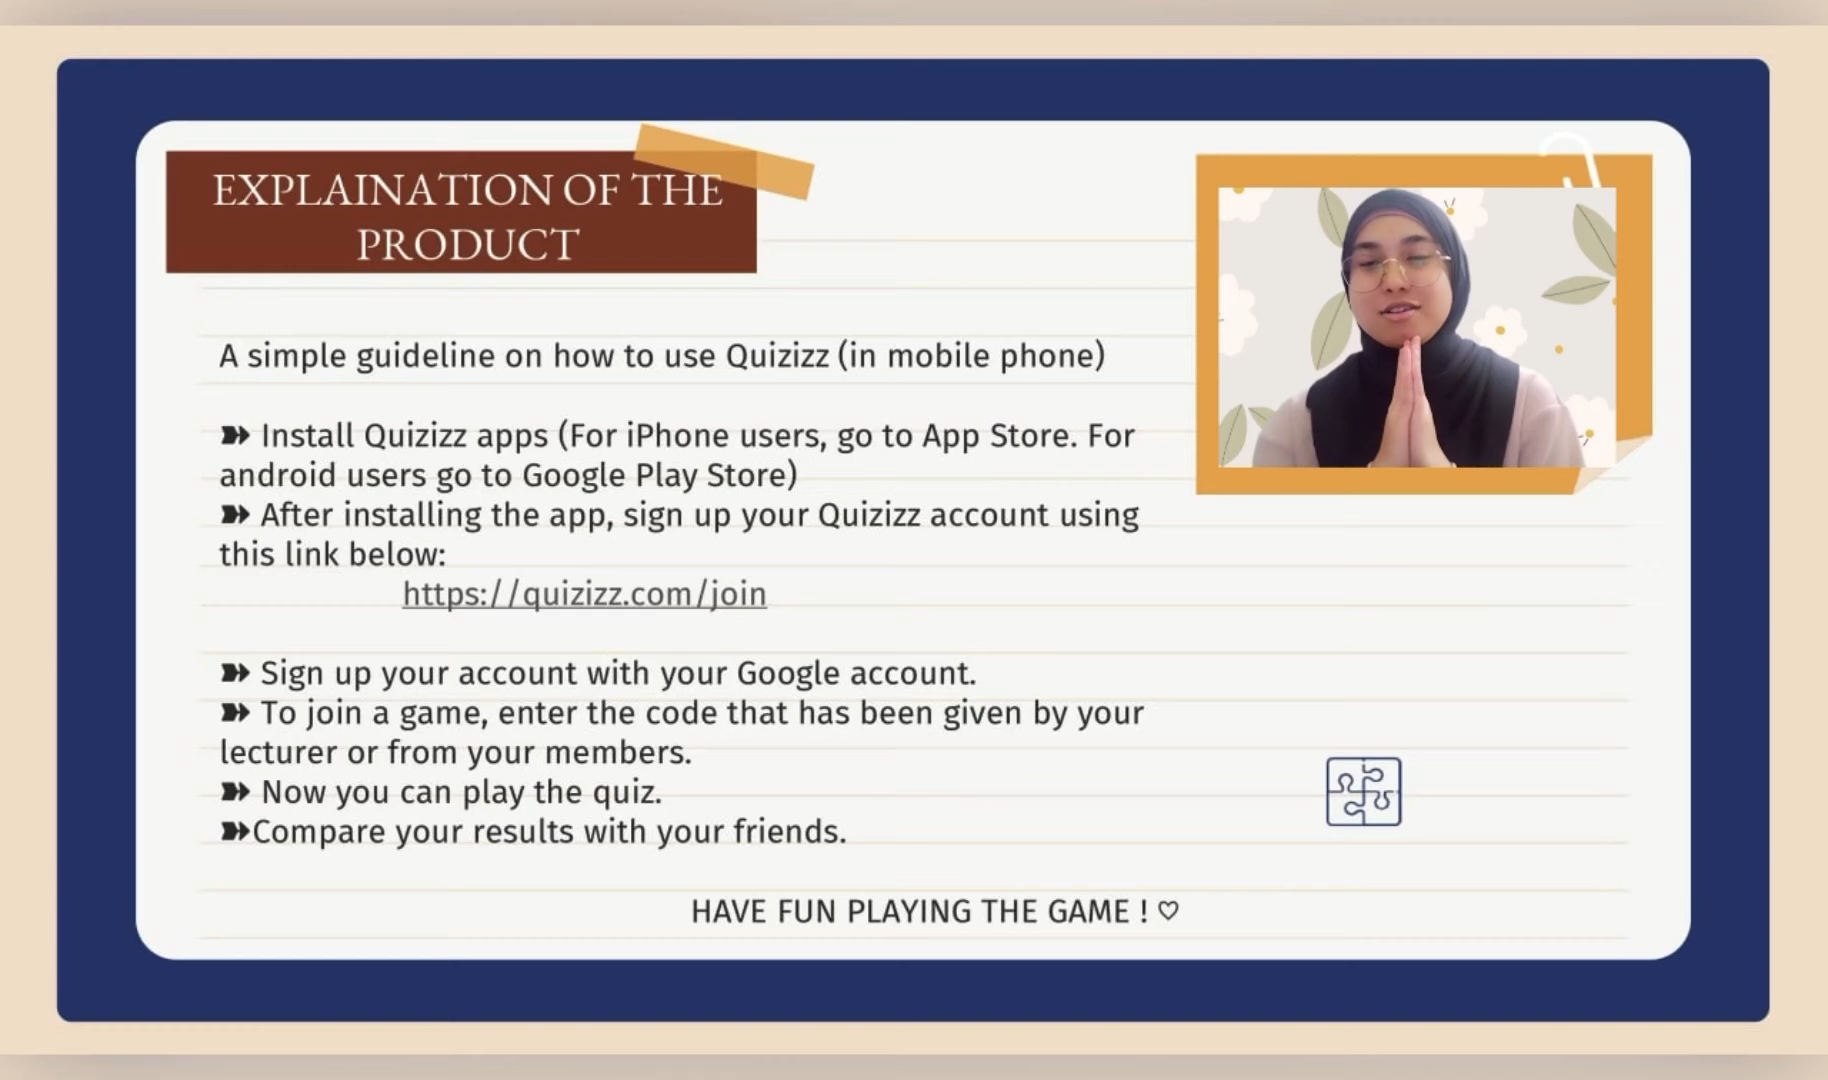 EXPLAINATION OF THE
PRODUCT
A simple guideline on how to use Quizizz (in mobile phone)
➽ Install Quizizz apps (For iPhone users, go to App Store. For
android users go to Google Play Store)
➽ After installing the app, sign up your Quizizz account using
this link below:
https://quizizz.com/join
➽ Sign up your account with your Google account.
➽ To join a game, enter the code that has been given by your
lecturer or from your members.
➽ Now you can play the quiz.
➽Compare your results with your friends.
HAVE FUN PLAYING THE GAME ! ♡